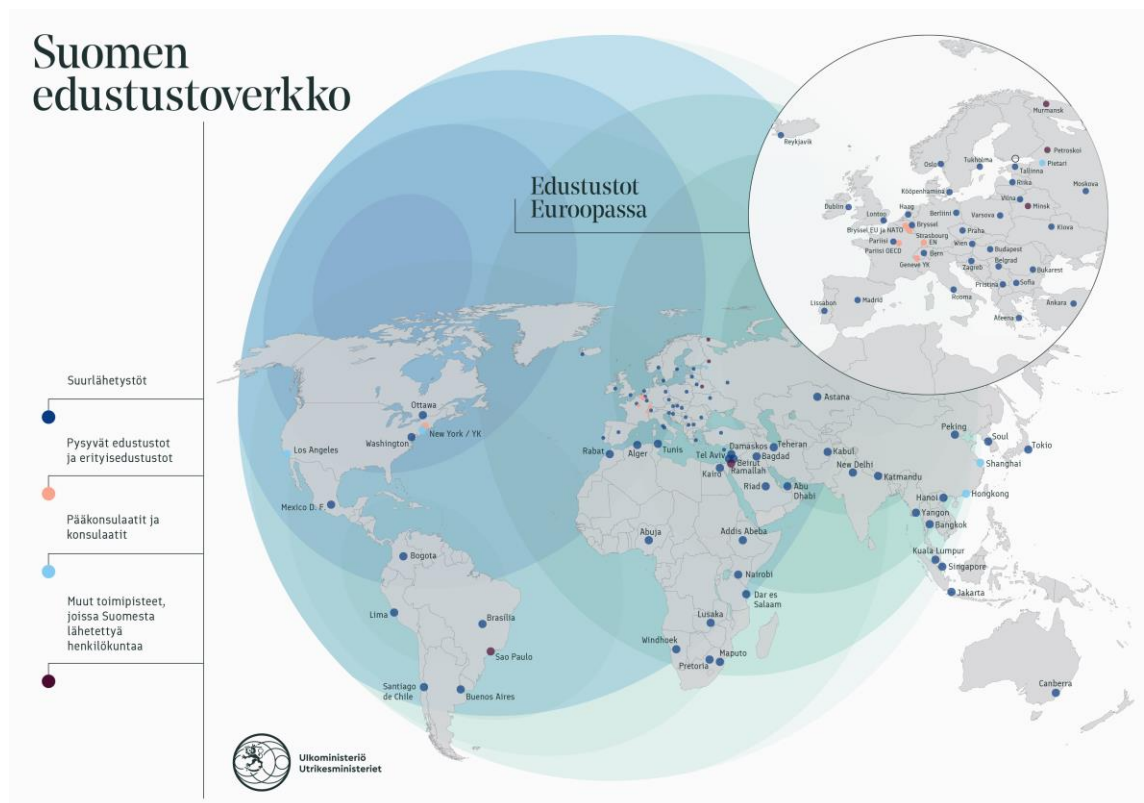 Suomen
edustustoverkko
Edustustot
Euroopassa
Suurlähetystöt
Pysyvät edustustot
ja erityisedustustot
Pääkonsulaatit ja
konsulaatit
Muut toimipisteet,
joissa Suomesta
lähetettyä
henkilökuntaa
Murmansk
Reykjavik
Petroskoi
Oslo
Tukholma
Pietari
Tallinna
Riika
Moskova
Kööpenhamina
Vilna
Dublin
Haag
Minsk
Lontoo
Berliini
Varsova
Bryssel
Kiova
Bryssel EU ja NATO
Praha
Strasbourg
EN
Pariisi
Wien
Budapest
Pariisi OECD
Bern
Belgrad
Geneve YK
Zagreb
Bukarest
Pristina
Sofia
Lissabon
Madrid
Rooma
Ankara
Ateena
Ottawa
New York / YK
Washington
Los Angeles
Mexico D. F.
Bogota
Lima
Brasilia
Sao Paulo
Santiago
de Chile
Buenos Aires
Rabat
Alger
Tunis
Tel Aviv
Damaskos
Teheran
Beirut
Bagdad
Ramallah
Kairo
Riad
Abu
Dhabi
Abuja
Addis Abeba
Nairobi
Dar es
Salaam
Lusaka
Windhoek
Maputo
Pretoria
Astana
Kabul
New Delhi
Katmandu
Peking
Soul
Tokio
Shanghai
Hongkong
Hanoi
Yangon
Bangkok
Kuala Lumpur
Singapore
Jakarta
Canberra
Ulkoministeriö
Utrikesministeriet